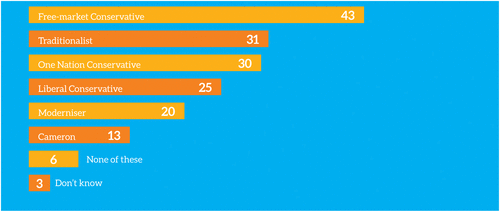 Free-market Conservative 43
Traditionalist 31
One Nation Conservative 30
Liberal Conservative 25
Moderniser 20
Cameron 13
6 None of these
3 Don't know